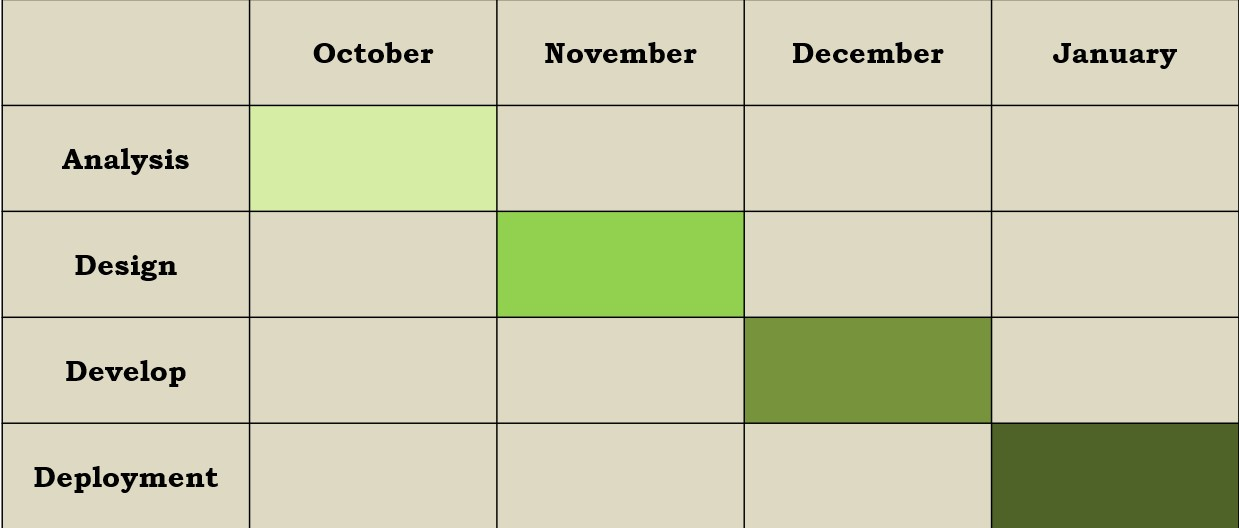 October November December January
Analysis
Design
Develop
Deployment